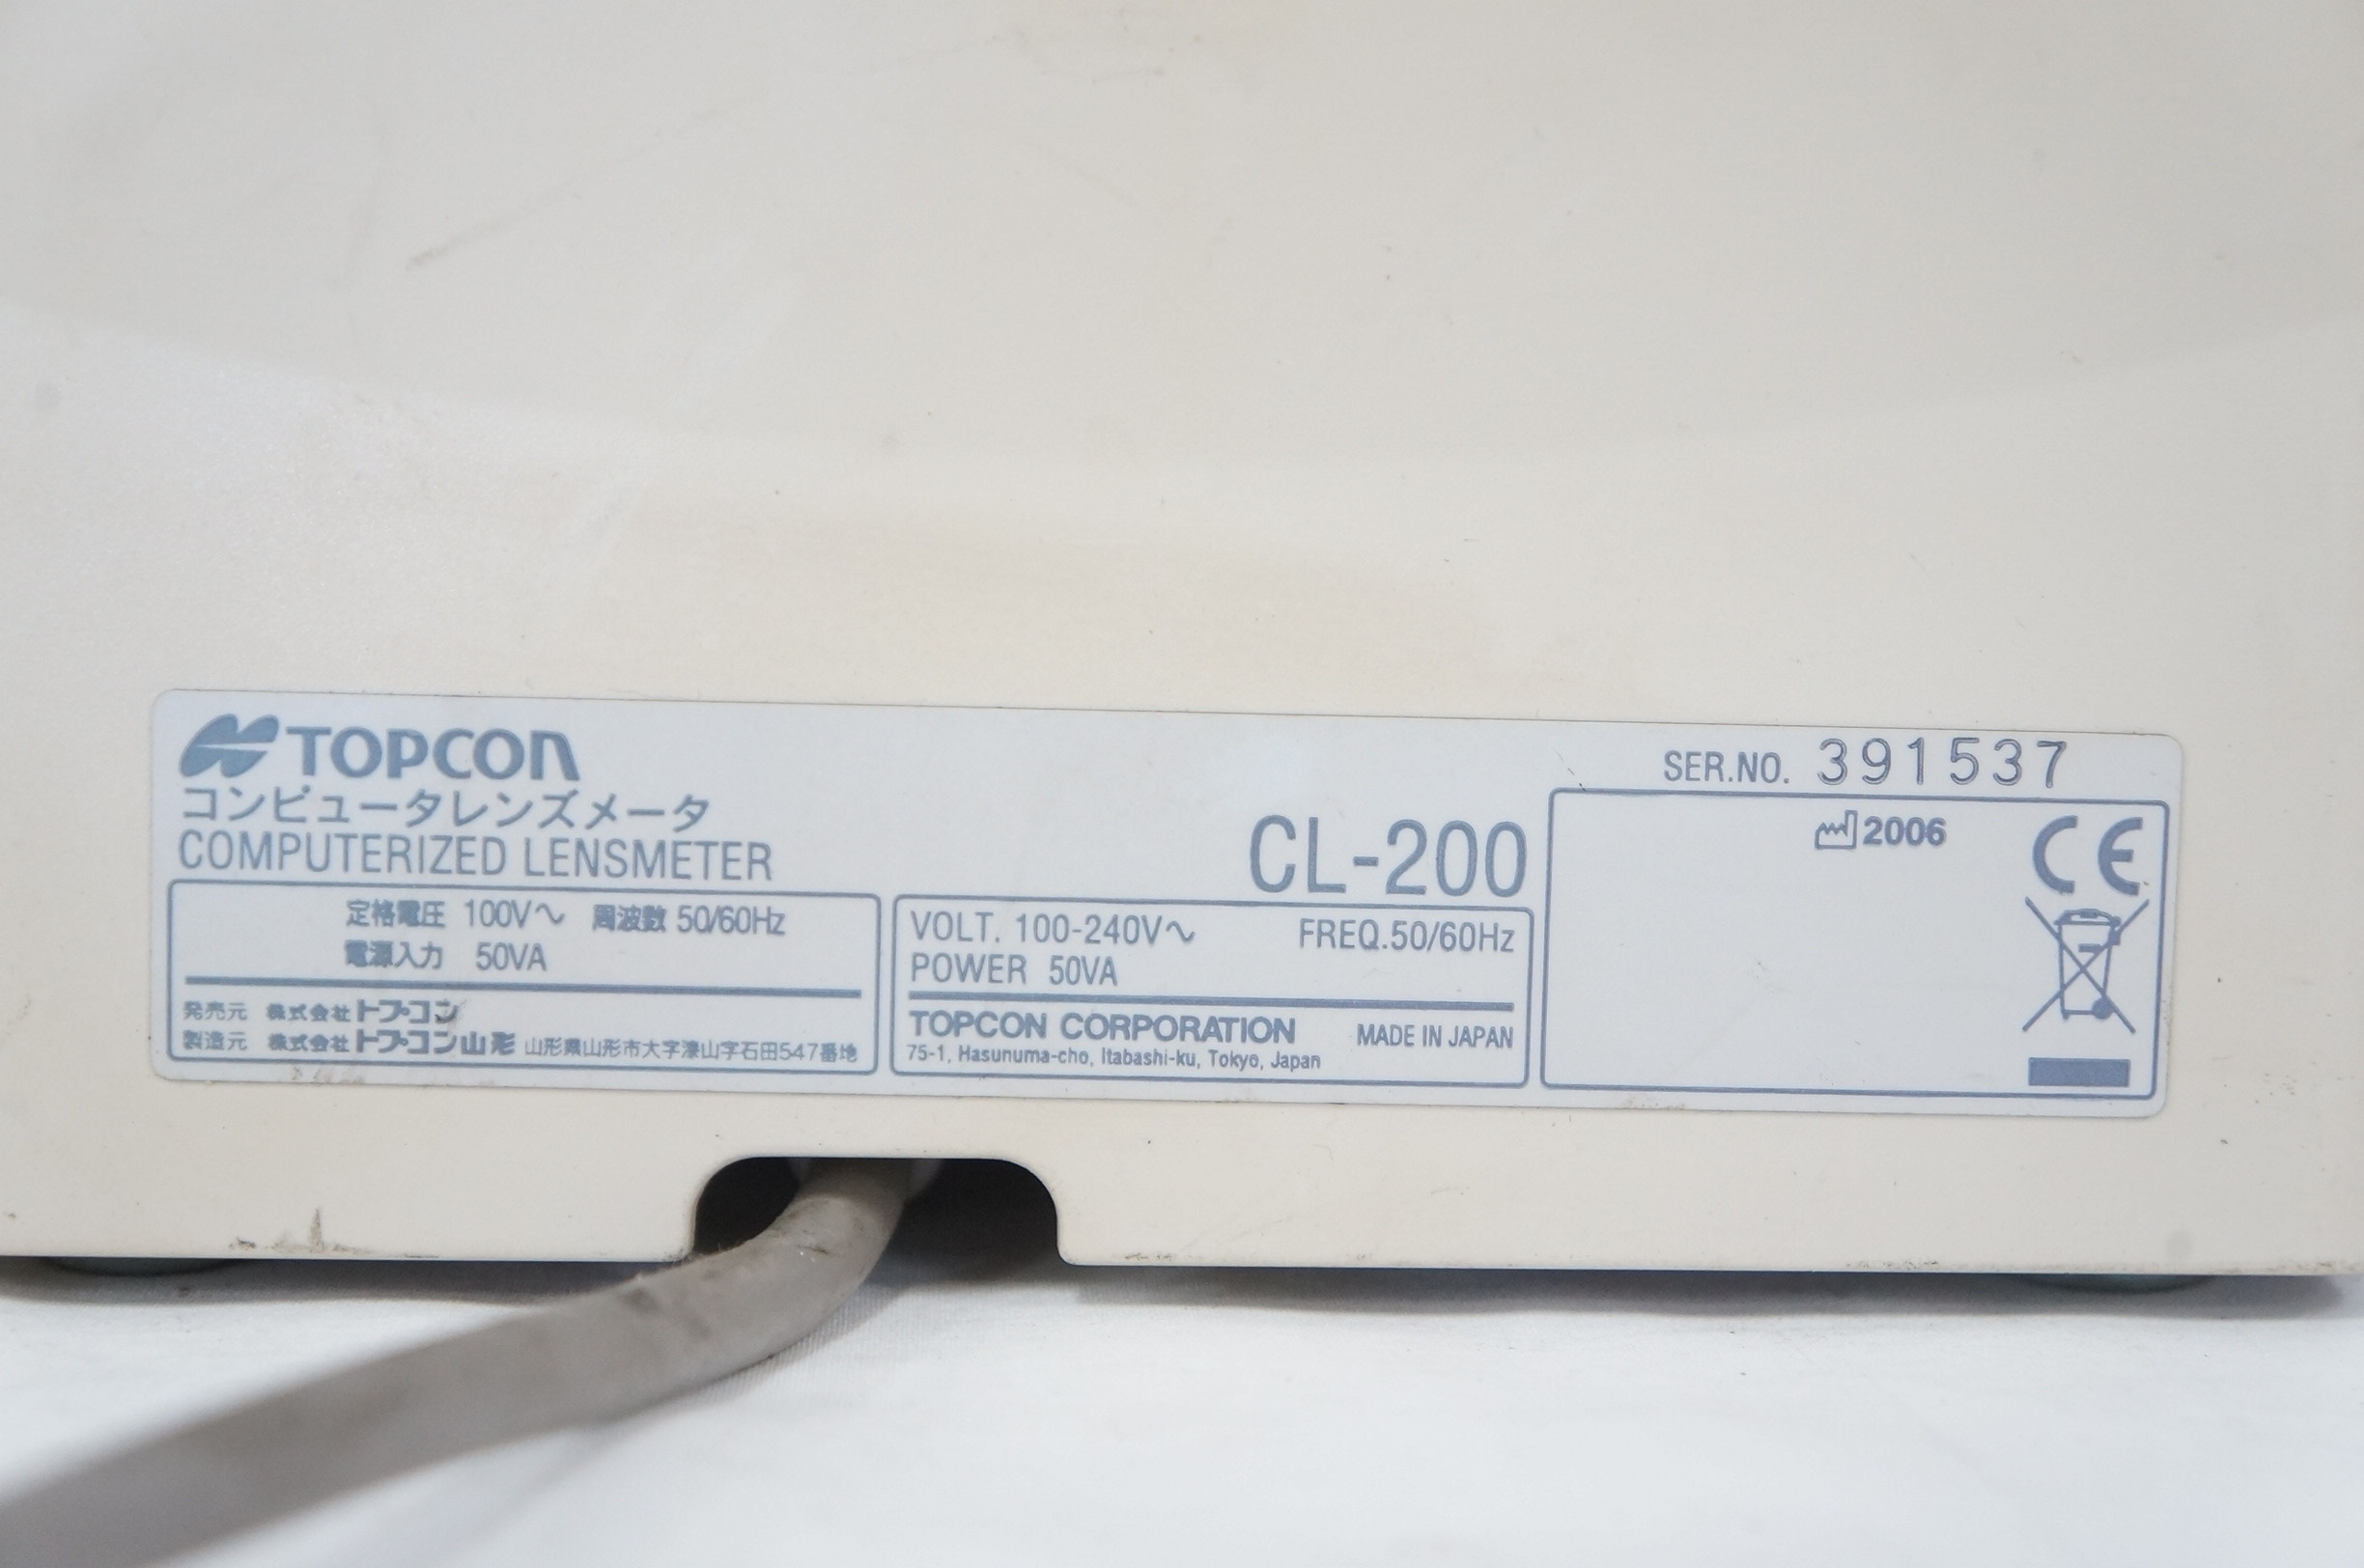 TOPCON
コンピュータレンズメータ
COMPUTERIZED LENSMETER
CL-200
SER.NO. 391537
定格電圧 100V～ 周波数 50/60Hz
電源入力 50VA
発売元 株式会社トプコン
製造元 株式会社トプコン山形 山形県山形市大字漆山字石田547番地
VOLT. 100-240V～ FREQ.50/60Hz
POWER 50VA
TOPCON CORPORATION MADE IN JAPAN
75-1, Hasunuma-cho, Itabashi-ku, Tokyo, Japan
2006
CE